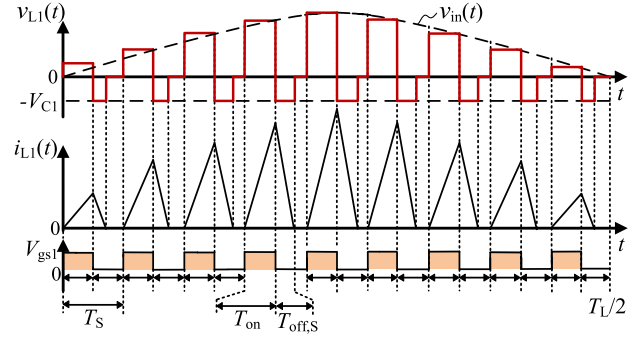 v_L1(t)
v_in(t)
0
t
-V_C1
i_L1(t)
0
t
V_gs1
0
T_S
T_on
T_off,S
T_L/2